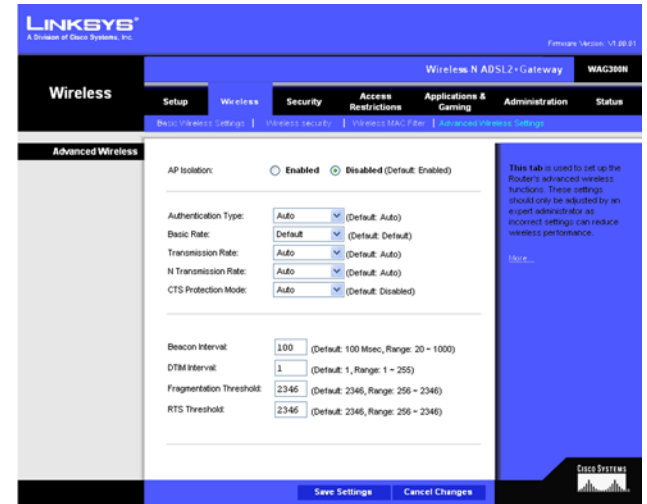 LINKSYS®
A Division of Cisco Systems, Inc.
Firmware Version: V1.00.01
Wireless N ADSL2+Gateway WAG300N
Wireless
Setup Wireless Security Access Restrictions Applications & Gaming Administration Status
Basic Wireless Settings | Wireless security | Wireless MAC Filter | Advanced Wireless Settings
Advanced Wireless
AP Isolation: Enabled Disabled (Default: Enabled)
Authentication Type: Auto (Default: Auto)
Basic Rate: Default (Default: Default)
Transmission Rate: Auto (Default: Auto)
N Transmission Rate: Auto (Default: Auto)
CTS Protection Mode: Auto (Default: Disabled)
Beacon Interval: 100 (Default: 100 Msec, Range: 20 ~ 1000)
DTIM Interval: 1 (Default: 1, Range: 1 ~ 255)
Fragmentation Threshold: 2346 (Default: 2346, Range: 256 ~ 2346)
RTS Threshold: 2346 (Default: 2346, Range: 256 ~ 2346)
This tab is used to set up the
Router's advanced wireless
functions. These settings
should only be adjusted by an
expert administrator as
incorrect settings can reduce
wireless performance.
More...
Save Settings Cancel Changes
CISCO SYSTEMS